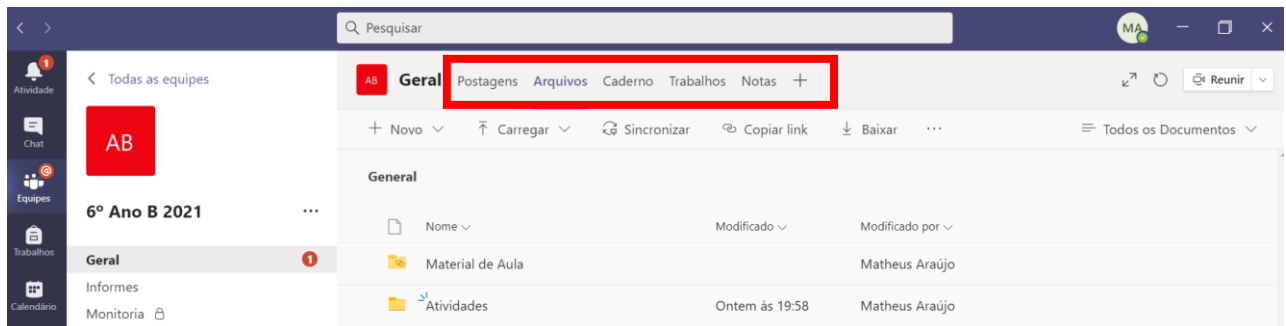 Pesquisar
MA
1
Atividade
Chat
@
Equipes
Trabalhos
Calendário
Todas as equipes
AB
6º Ano B 2021
...
Geral 1
Informes
Monitoria
AB Geral Postagens Arquivos Caderno Trabalhos Notas + Reunir
+ Novo Carregar Sincronizar Copiar link Baixar ... Todos os Documentos
General
Nome Modificado Modificado por
Material de Aula Matheus Araújo
Atividades Ontem às 19:58 Matheus Araújo